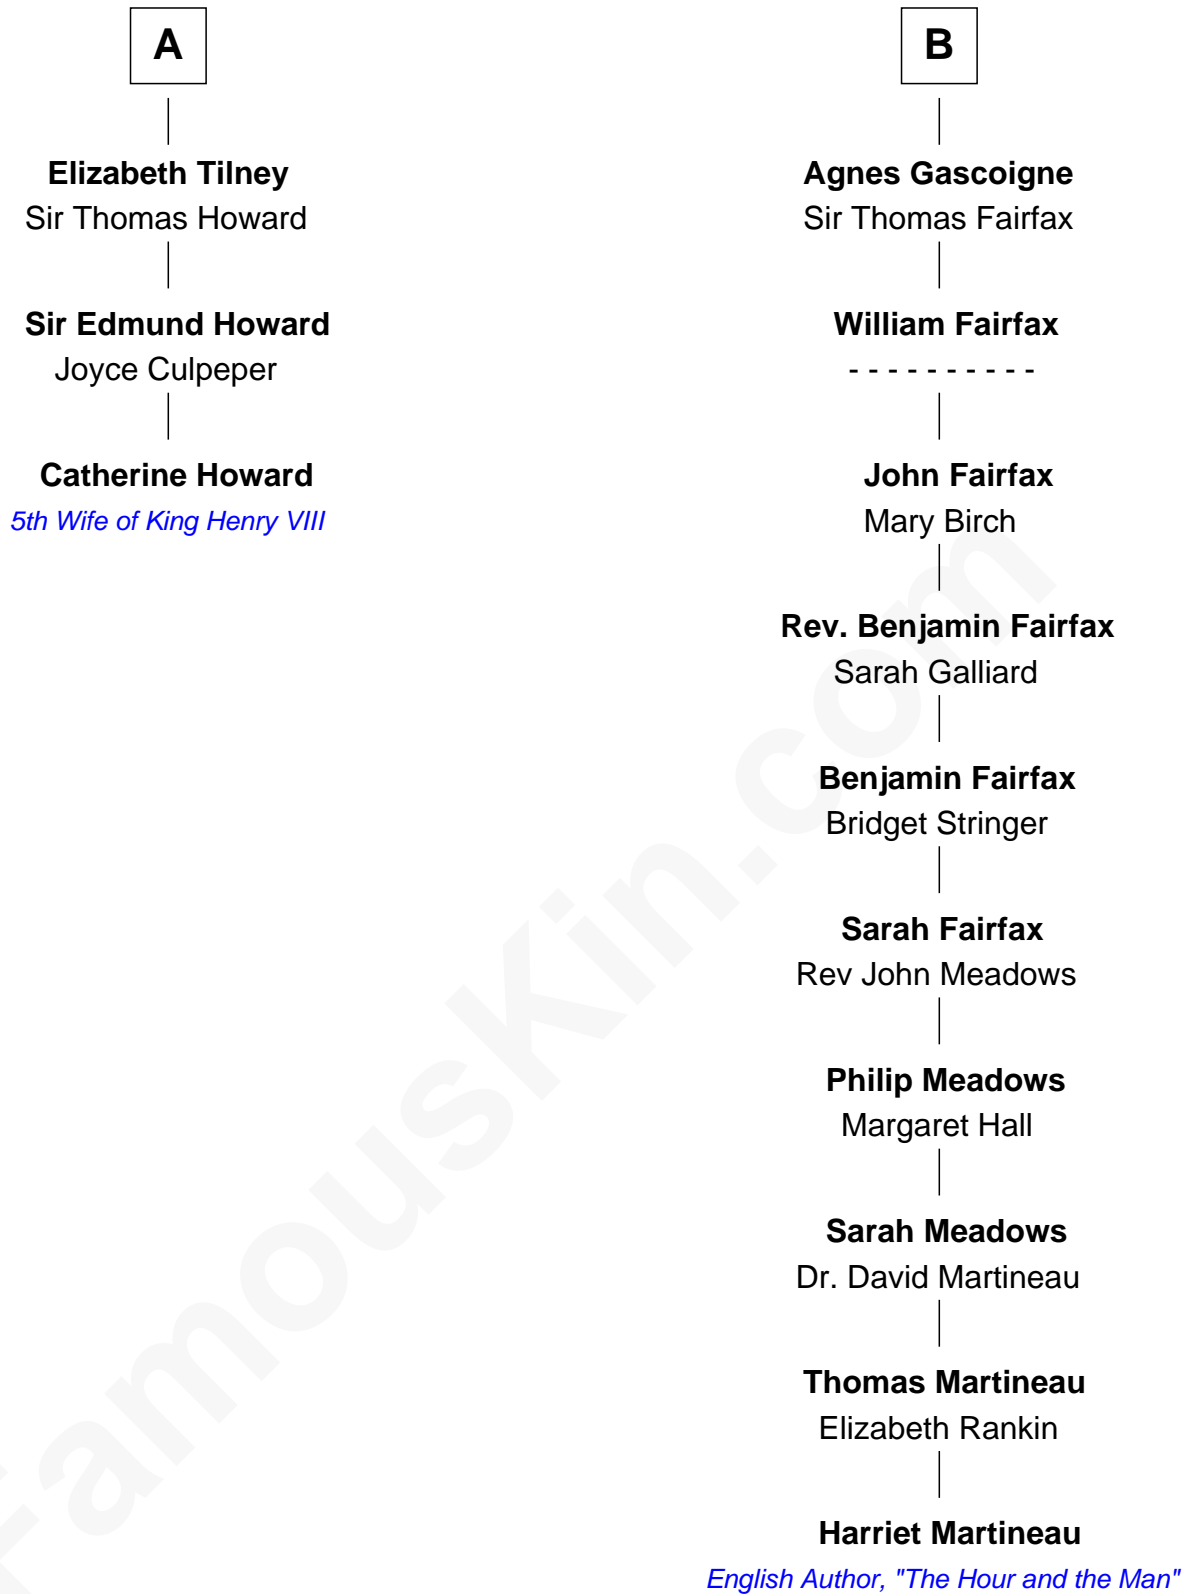 A
Elizabeth Tilney
Sir Thomas Howard
Sir Edmund Howard
Joyce Culpeper
Catherine Howard
5th Wife of King Henry VIII
B
Agnes Gascoigne
Sir Thomas Fairfax
William Fairfax
- - - - - - - - - -
John Fairfax
Mary Birch
Rev. Benjamin Fairfax
Sarah Galliard
Benjamin Fairfax
Bridget Stringer
Sarah Fairfax
Rev John Meadows
Philip Meadows
Margaret Hall
Sarah Meadows
Dr. David Martineau
Thomas Martineau
Elizabeth Rankin
Harriet Martineau
English Author, "The Hour and the Man"
FamousKin.com